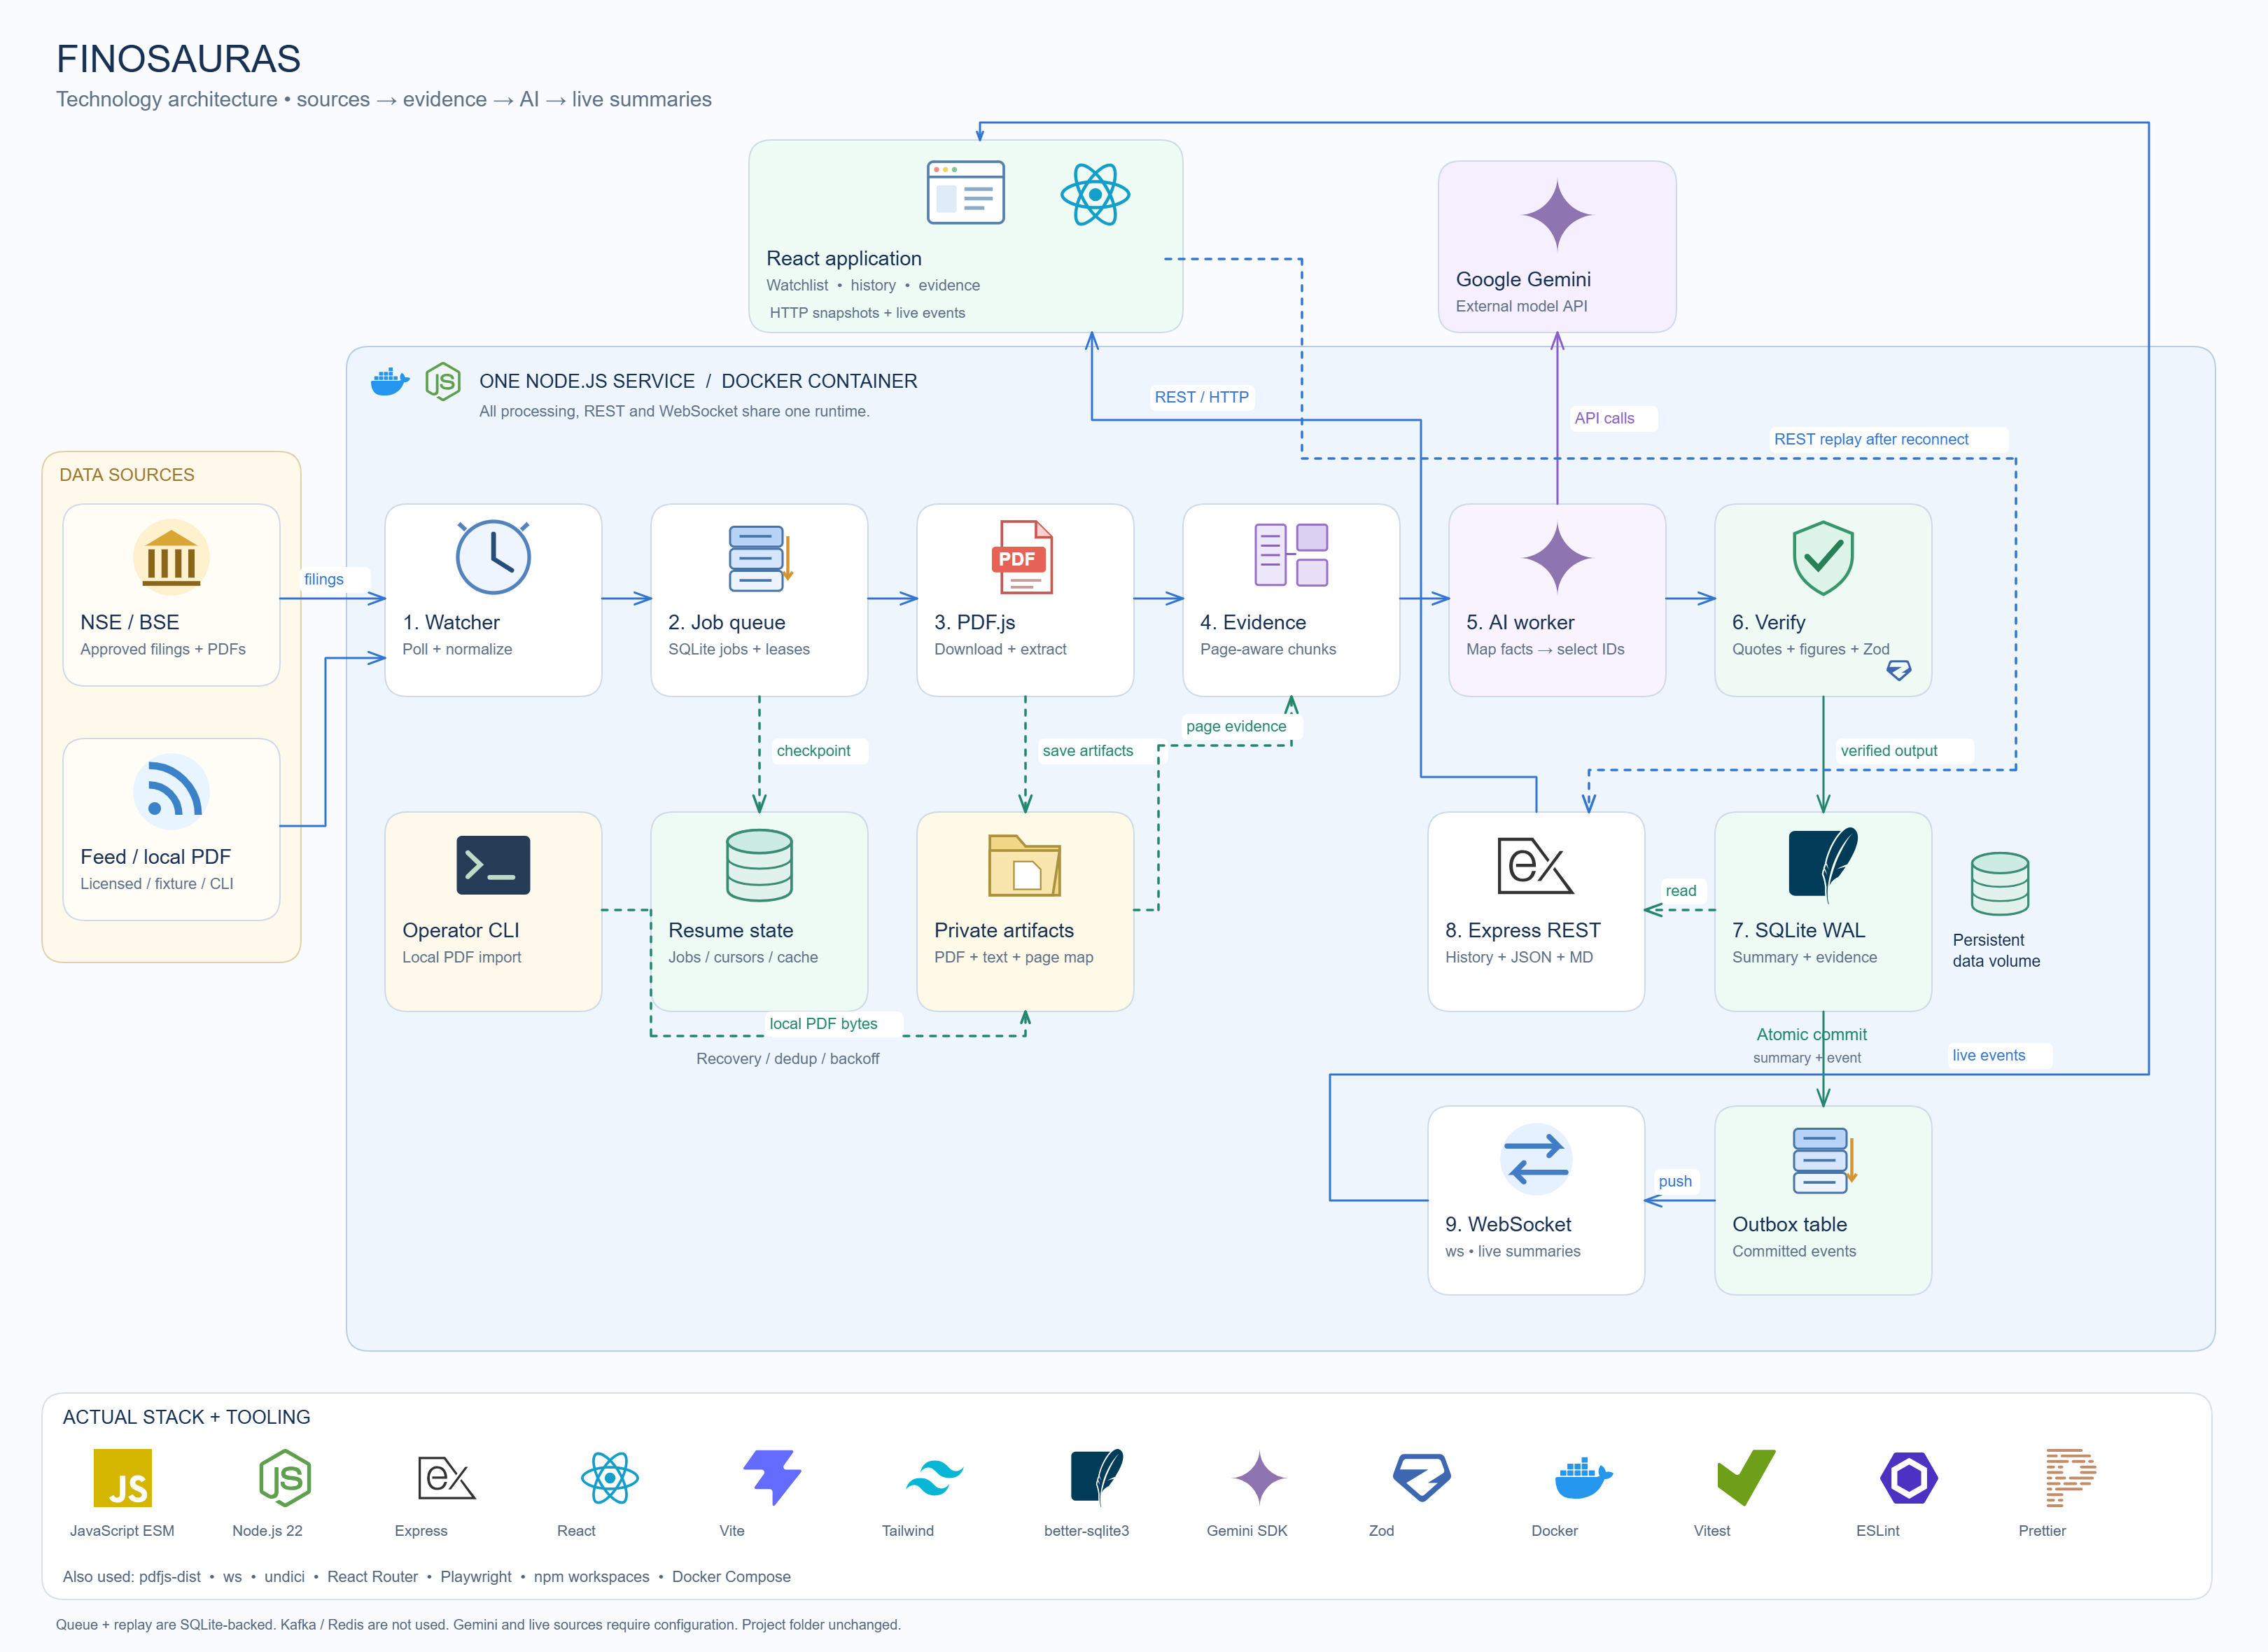 FINOSAURAS
Technology architecture • sources → evidence → AI → live summaries
React application
Watchlist • history • evidence
HTTP snapshots + live events
Google Gemini
External model API
ONE NODE.JS SERVICE / DOCKER CONTAINER
All processing, REST and WebSocket share one runtime.
REST / HTTP
API calls
REST replay after reconnect
DATA SOURCES
NSE / BSE
Approved filings + PDFs
filings
Feed / local PDF
Licensed / fixture / CLI
1. Watcher
Poll + normalize
2. Job queue
SQLite jobs + leases
PDF
3. PDF.js
Download + extract
4. Evidence
Page-aware chunks
5. AI worker
Map facts → select IDs
6. Verify
Quotes + figures + Zod
checkpoint
save artifacts
page evidence
verified output
Operator CLI
Local PDF import
Resume state
Jobs / cursors / cache
Private artifacts
PDF + text + page map
ex
8. Express REST
History + JSON + MD
read
7. SQLite WAL
Summary + evidence
Persistent
data volume
local PDF bytes
Recovery / dedup / backoff
Atomic commit
summary + event
live events
9. WebSocket
ws • live summaries
push
Outbox table
Committed events
ACTUAL STACK + TOOLING
JS
JS
ex
JavaScript ESM
Node.js 22
Express
React
Vite
Tailwind
better-sqlite3
Gemini SDK
Zod
Docker
Vitest
ESLint
Prettier
Also used: pdfjs-dist • ws • undici • React Router • Playwright • npm workspaces • Docker Compose
Queue + replay are SQLite-backed. Kafka / Redis are not used. Gemini and live sources require configuration. Project folder unchanged.